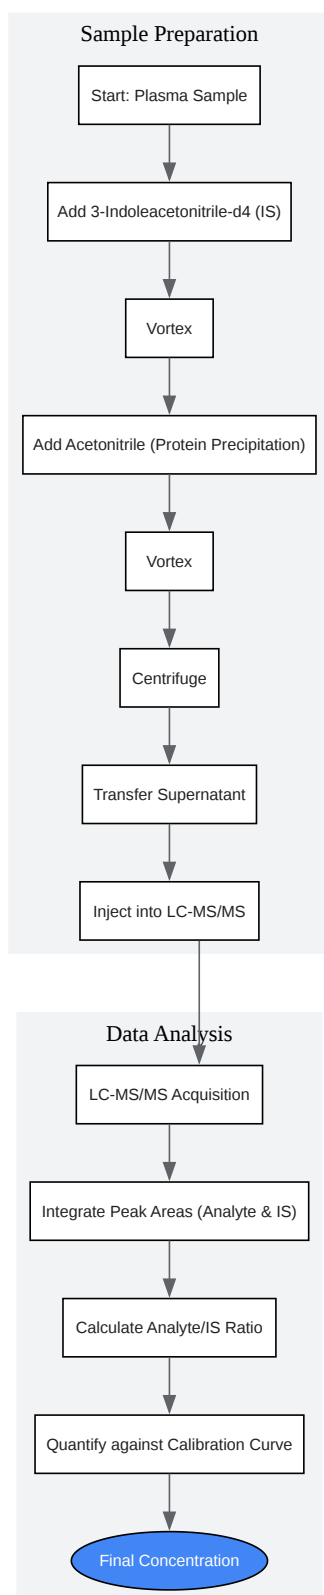 Sample Preparation
Start: Plasma Sample
Add 3-Indoleacetonitrile-d4 (IS)
Vortex
Add Acetonitrile (Protein Precipitation)
Vortex
Centrifuge
Transfer Supernatant
Inject into LC-MS/MS
Data Analysis
LC-MS/MS Acquisition
Integrate Peak Areas (Analyte & IS)
Calculate Analyte/IS Ratio
Quantify against Calibration Curve
Final Concentration